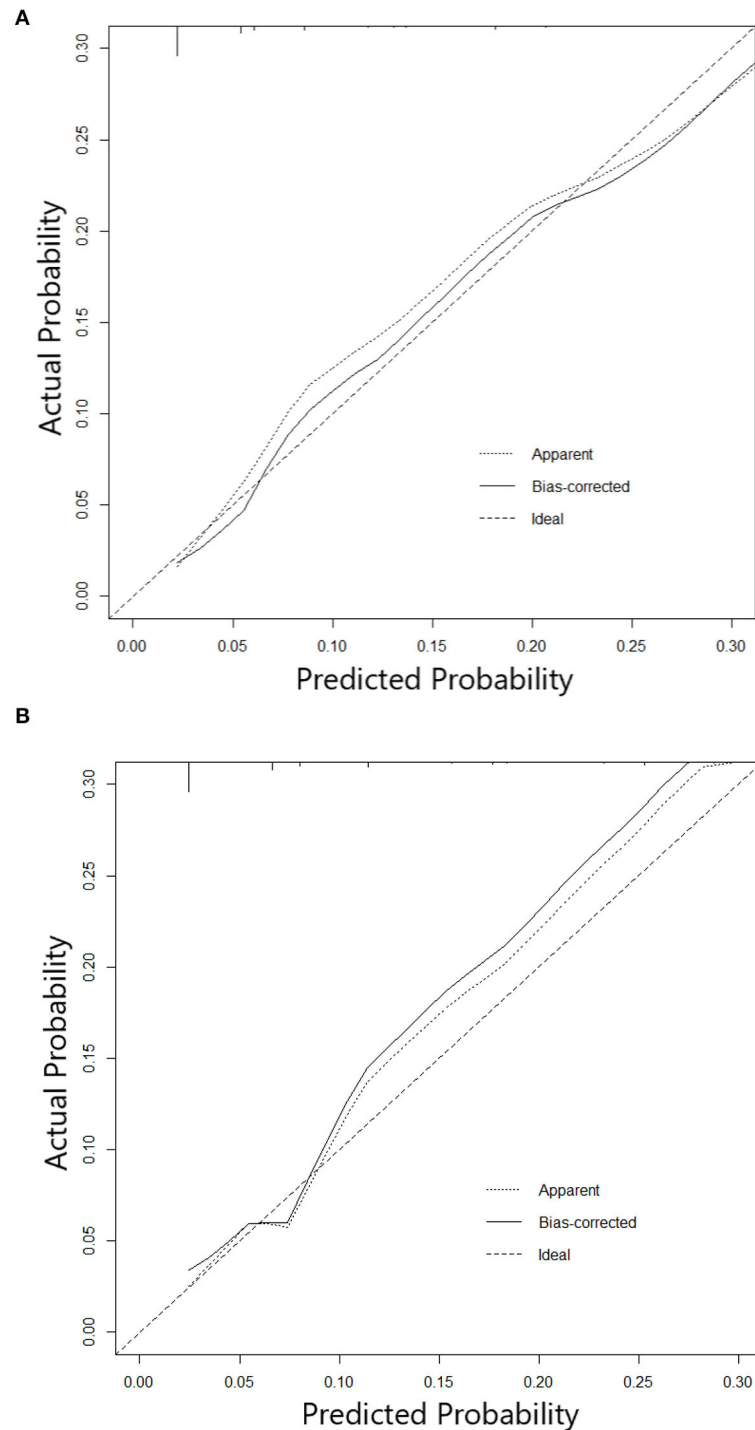 A
0.30
0.25
0.20
0.15
0.10
0.05
0.00
Actual Probability
Apparent
Bias-corrected
Ideal
0.00 0.05 0.10 0.15 0.20 0.25 0.30
Predicted Probability
B
0.30
0.25
0.20
0.15
0.10
0.05
0.00
Actual Probability
Apparent
Bias-corrected
Ideal
0.00 0.05 0.10 0.15 0.20 0.25 0.30
Predicted Probability